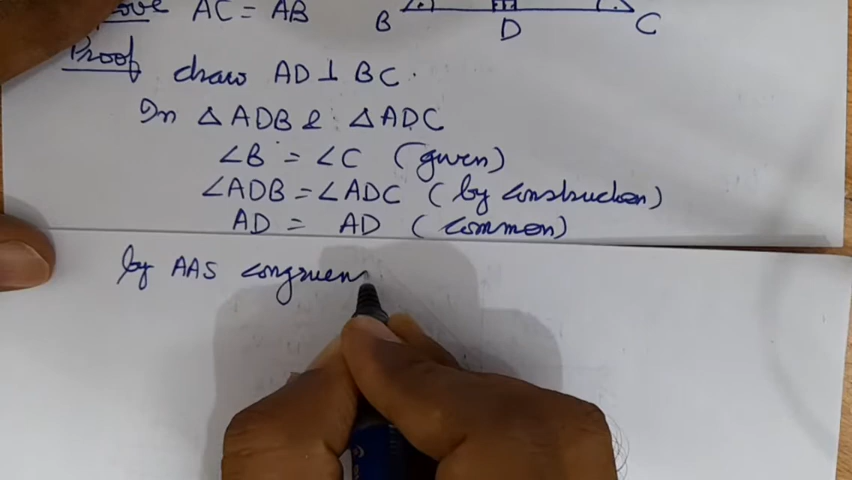 AC = AB
B D C
Proof draw AD ⊥ BC.
In △ADB & △ADC
∠B = ∠C (given)
∠ADB = ∠ADC (by construction)
AD = AD (common)
by AAS congruen